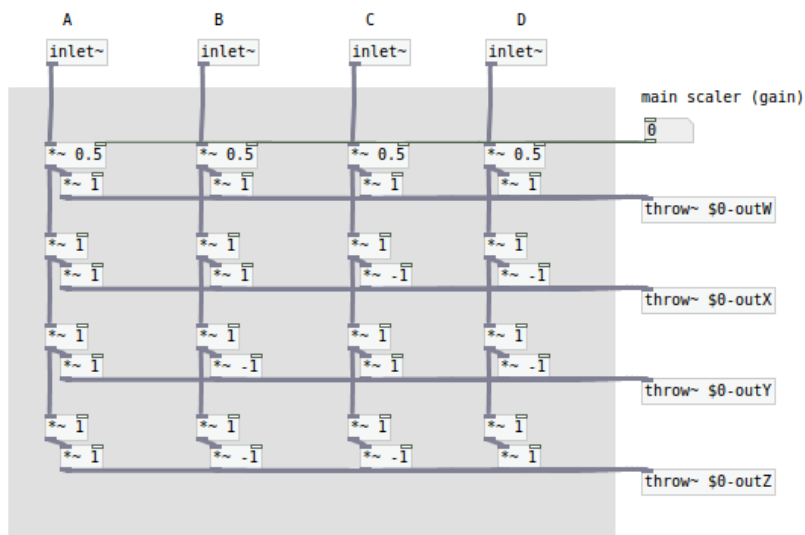 A B C D
inlet~ inlet~ inlet~ inlet~
main scaler (gain)
0
*~ 0.5 *~ 0.5 *~ 0.5 *~ 0.5
*~ 1 *~ 1 *~ 1 *~ 1
throw~ $0-outW
*~ 1 *~ 1 *~ 1 *~ 1
*~ 1 *~ 1 *~ -1 *~ -1
throw~ $0-outX
*~ 1 *~ 1 *~ 1 *~ 1
*~ 1 *~ -1 *~ 1 *~ -1
throw~ $0-outY
*~ 1 *~ 1 *~ 1 *~ 1
*~ 1 *~ -1 *~ -1 *~ 1
throw~ $0-outZ